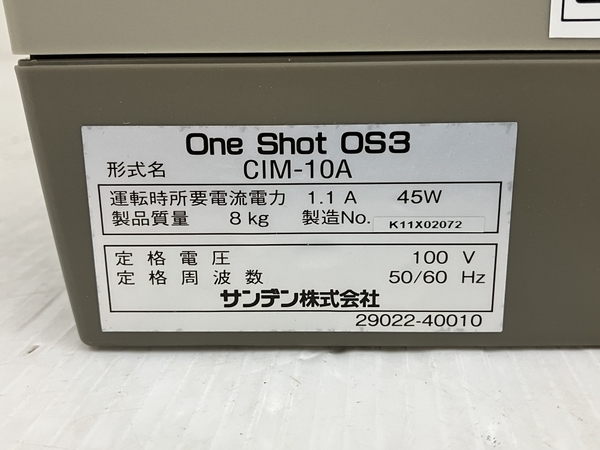 One Shot OS3
形式名 CIM-10A
運転時所要電流電力 1.1 A 45W
製品質量 8 kg 製造No. K11X02072
定格電圧 100 V
定格周波数 50/60 Hz
サンデン株式会社
29022-40010